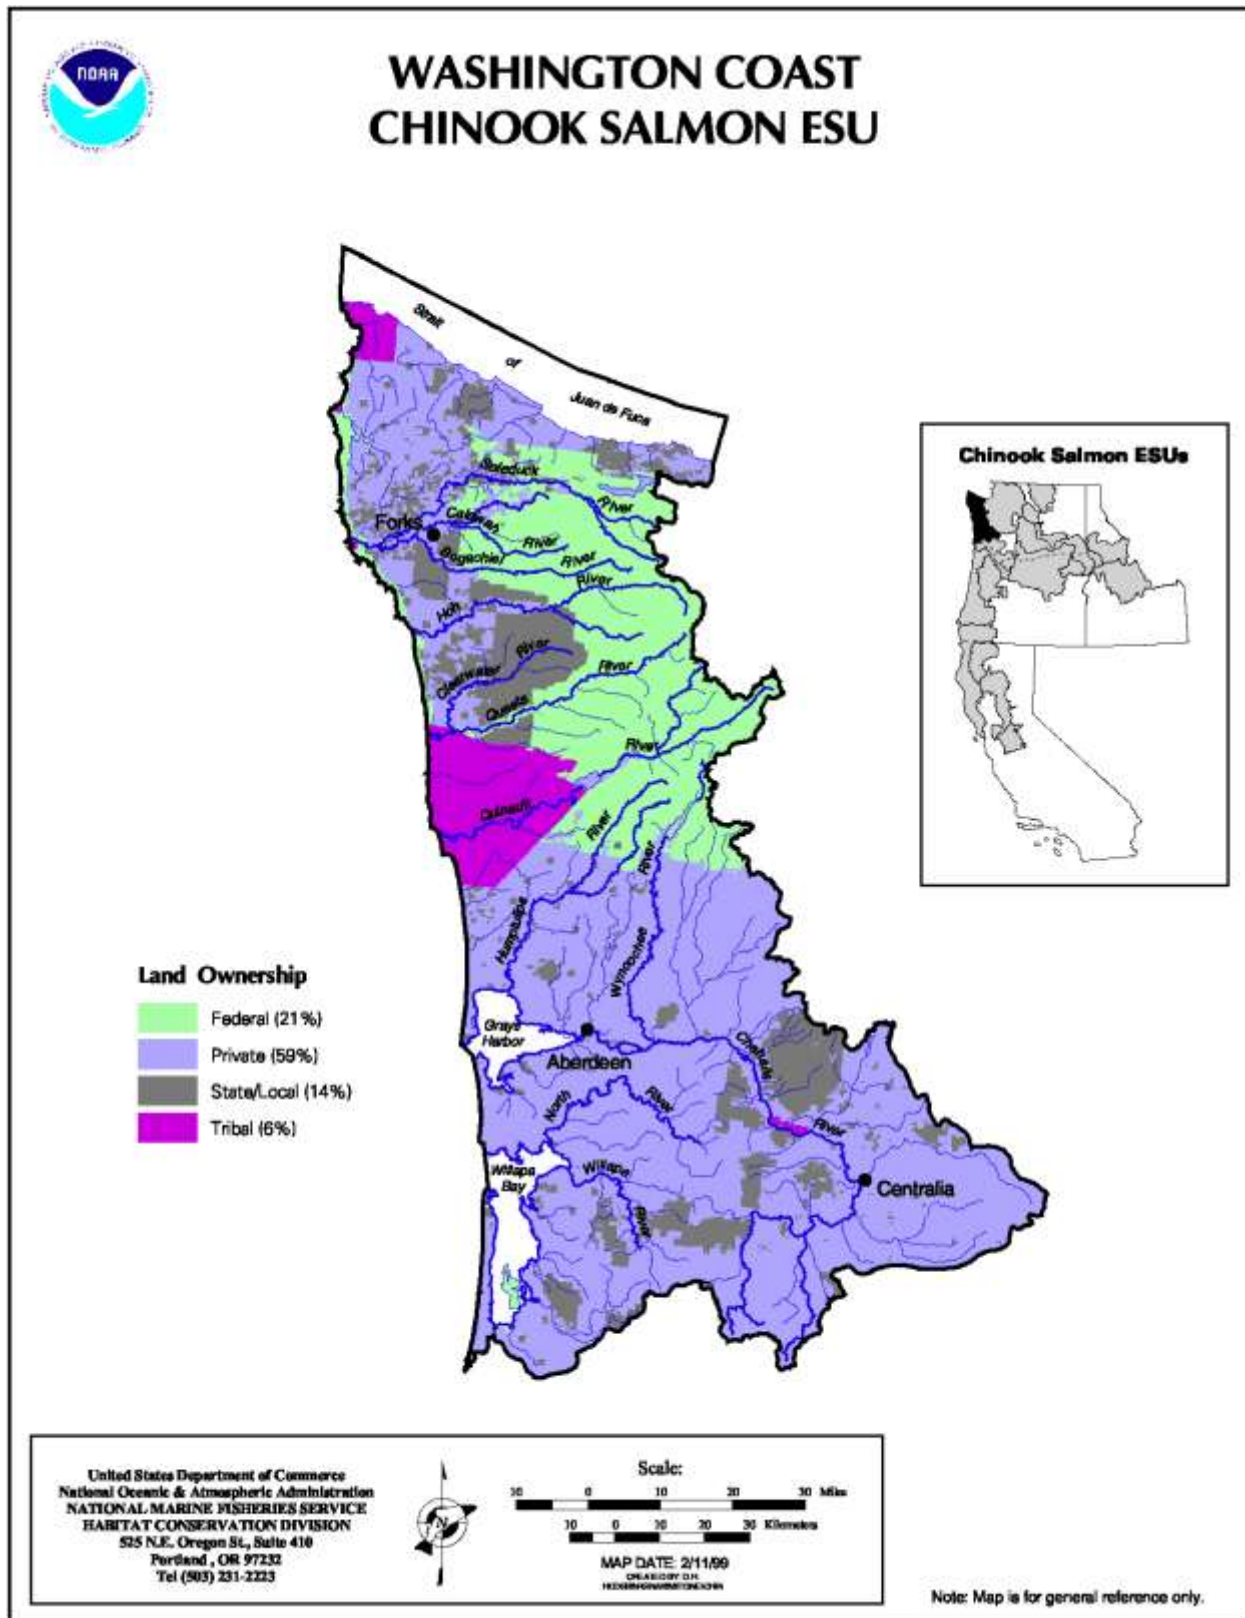 NOAA
WASHINGTON COAST
CHINOOK SALMON ESU
Strait
of
Juan de Fuca
Chinook Salmon ESUs
Soleduck
River
Forks
Calawah
River
Bogachiel
River
Hoh
River
Clearwater
River
Queets
River
Quinault
River
Humptulips
River
Wynoochee
River
Land Ownership
Federal (21%)
Private (59%)
State/Local (14%)
Tribal (6%)
Grays
Harbor
Aberdeen
Chehalis
River
North
River
Willapa
Bay
Willapa
River
Centralia
United States Department of Commerce
National Oceanic & Atmospheric Administration
NATIONAL MARINE FISHERIES SERVICE
HABITAT CONSERVATION DIVISION
525 N.E. Oregon St., Suite 410
Portland , OR 97232
Tel (503) 231-2223
N
Scale:
10 0 10 20 30 Miles
10 0 10 20 30 Kilometers
MAP DATE: 2/11/99
CREATED BY D.H.
Note: Map is for general reference only.